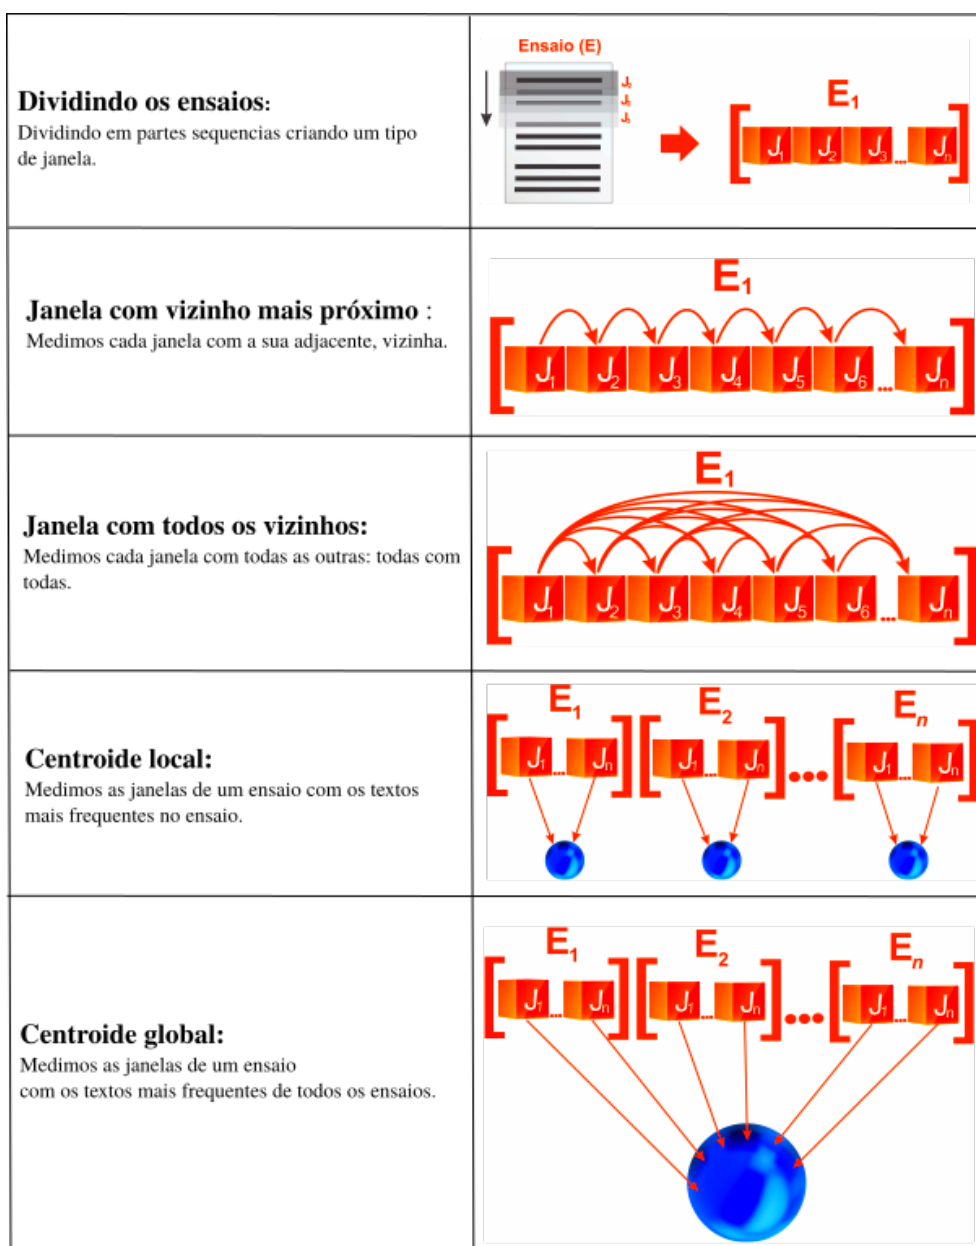 Dividindo os ensaios:
Dividindo em partes sequencias criando um tipo
de janela.
Ensaio (E)
E1
J1 J2 J3 ... Jn
Janela com vizinho mais próximo :
Medimos cada janela com a sua adjacente, vizinha.
E1
J1 J2 J3 J4 J5 J6 ... Jn
Janela com todos os vizinhos:
Medimos cada janela com todas as outras: todas com
todas.
E1
J1 J2 J3 J4 J5 J6 ... Jn
Centroide local:
Medimos as janelas de um ensaio com os textos
mais frequentes no ensaio.
E1 E2 En
J1 ... Jn J1 ... Jn ... J1 ... Jn
Centroide global:
Medimos as janelas de um ensaio
com os textos mais frequentes de todos os ensaios.
E1 E2 En
J1 ... Jn J1 ... Jn ... J1 ... Jn